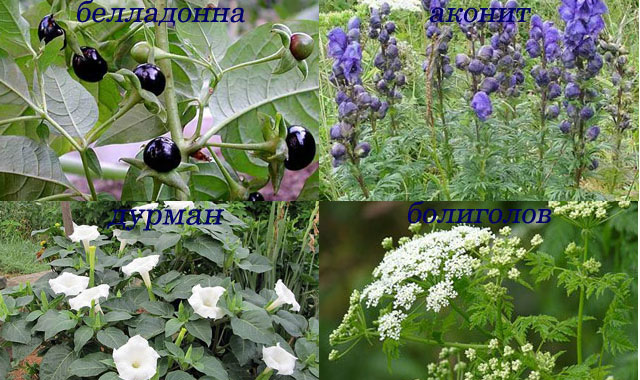 белладонна
аконит
дурман
болиголов